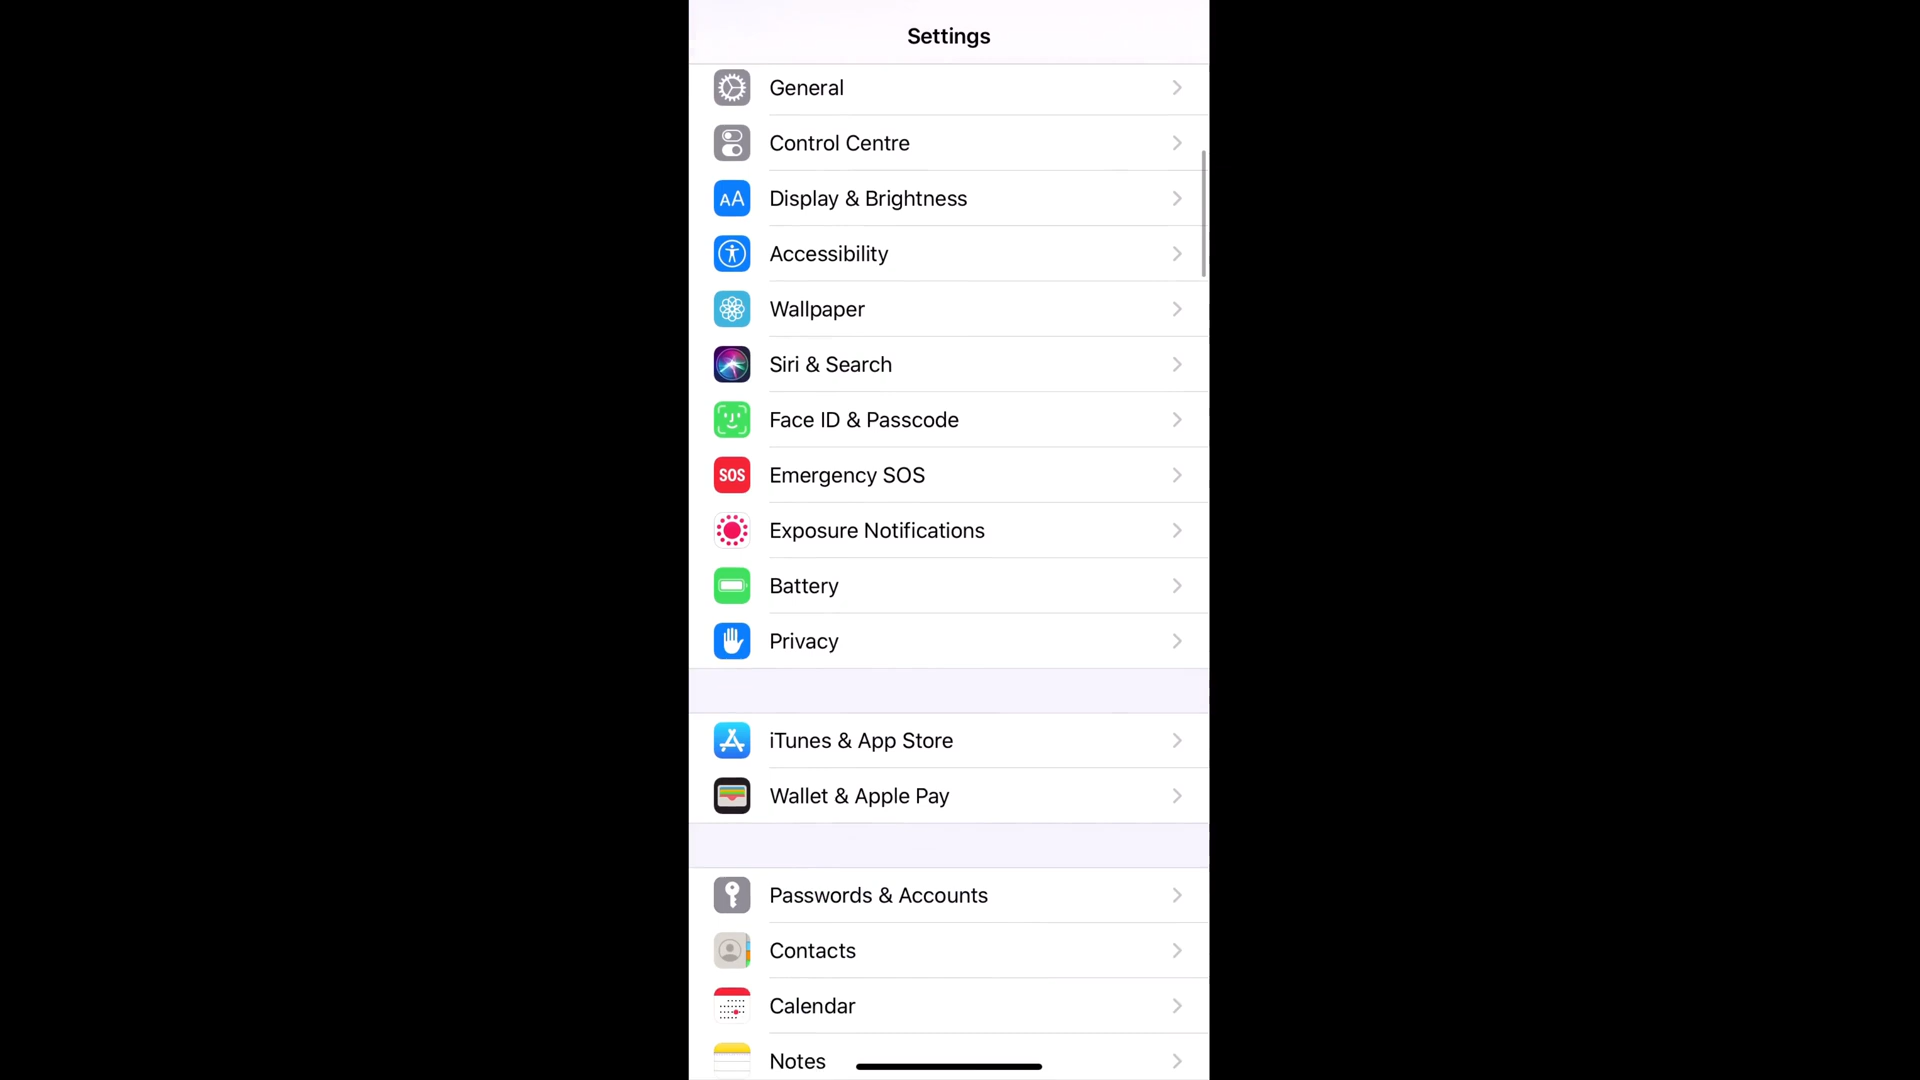 Settings
General
Control Centre
AA Display & Brightness
Accessibility
Wallpaper
Siri & Search
Face ID & Passcode
SOS Emergency SOS
Exposure Notifications
Battery
Privacy
iTunes & App Store
Wallet & Apple Pay
Passwords & Accounts
Contacts
Calendar
Notes